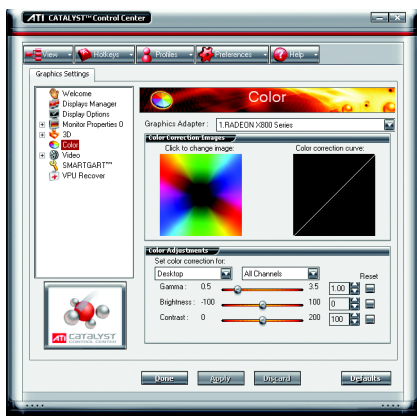 ATI CATALYST™ Control Center
View Hotkeys Profiles Preferences Help
Graphics Settings
Welcome
Displays Manager
Display Options
Monitor Properties 0
3D
Color
Video
SMARTGART™
VPU Recover
Color
Graphics Adapter: 1.RADEON X800 Series
Color Correction Images
Click to change image: Color correction curve:
Color Adjustments
Set color correction for:
Desktop All Channels Reset
Gamma: 0.5 3.5 1.00
Brightness: -100 100 0
Contrast: 0 200 100
ATI CATALYST
CONTROL CENTER
Done Apply Discard Defaults